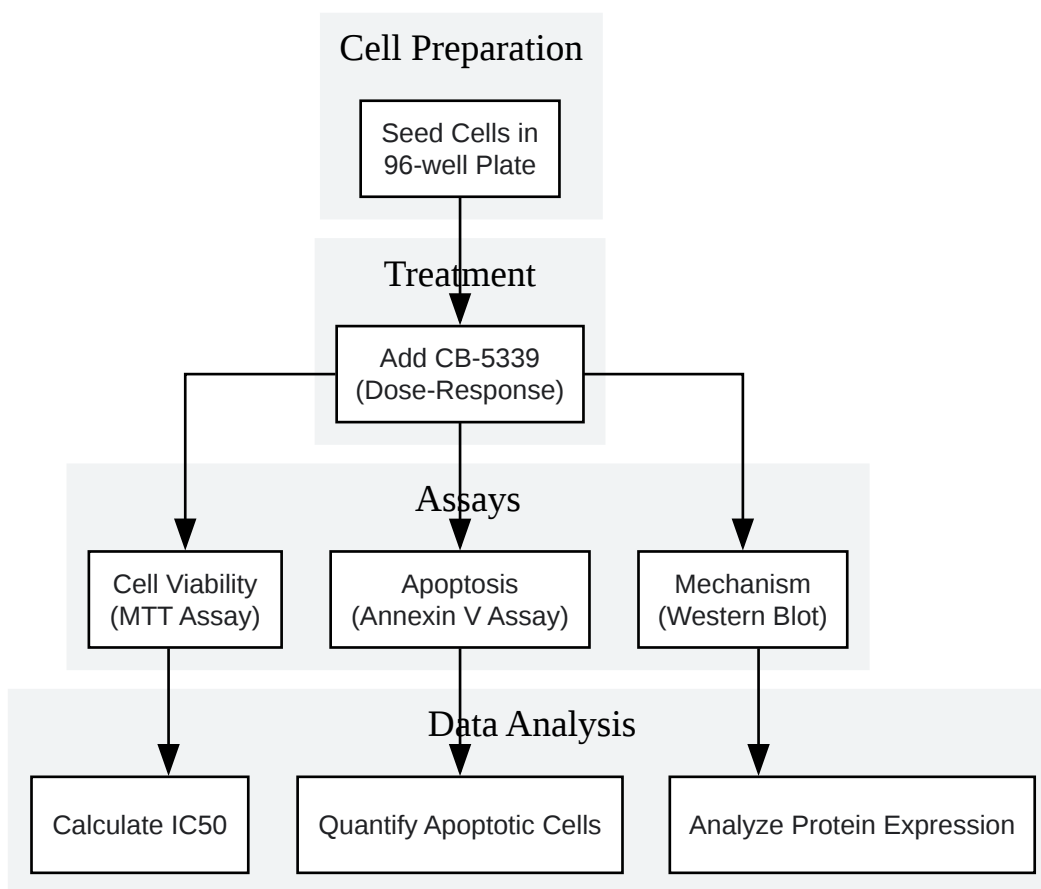 Cell Preparation
Seed Cells in
96-well Plate
Treatment
Add CB-5339
(Dose-Response)
Assays
Cell Viability
(MTT Assay)
Apoptosis
(Annexin V Assay)
Mechanism
(Western Blot)
Data Analysis
Calculate IC50
Quantify Apoptotic Cells
Analyze Protein Expression